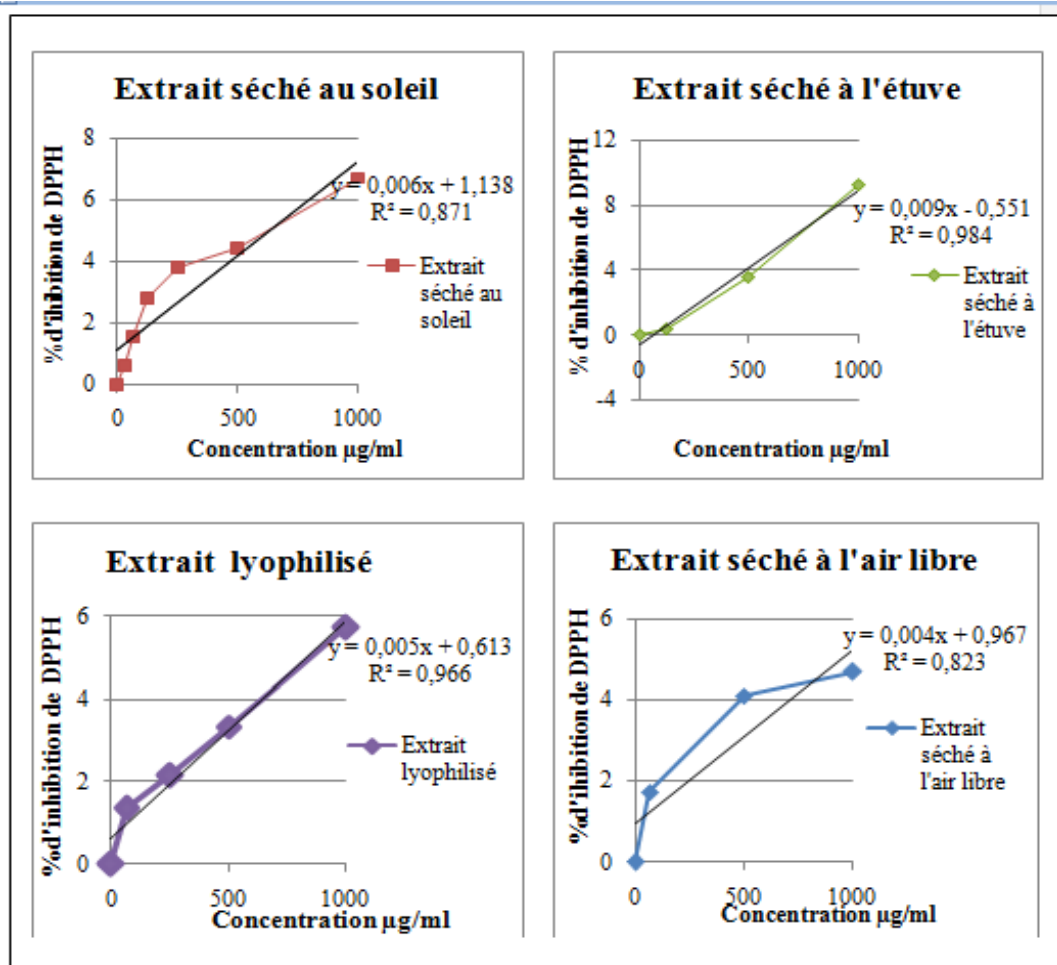 Extrait séché au soleil
%d'ihibition de DPPH
8
6
4
2
0
y = 0,006x + 1,138
R² = 0,871
Extrait
séché au
soleil
0 500 1000
Concentration µg/ml
Extrait séché à l'étuve
% d'inhibition de DPPH
12
8
4
0
-4
y = 0,009x - 0,551
R² = 0,984
Extrait
séché à
l'étuve
0 500 1000
Concentration µg/ml
Extrait lyophilisé
%d'inhibition de DPPH
6
4
2
0
y = 0,005x + 0,613
R² = 0,966
Extrait
lyophilisé
0 500 1000
Concentration µg/ml
Extrait séché à l'air libre
%d'ihibition de DPPH
6
4
2
0
y = 0,004x + 0,967
R² = 0,823
Extrait
séché à
l'air libre
0 500 1000
Concentration µg/ml